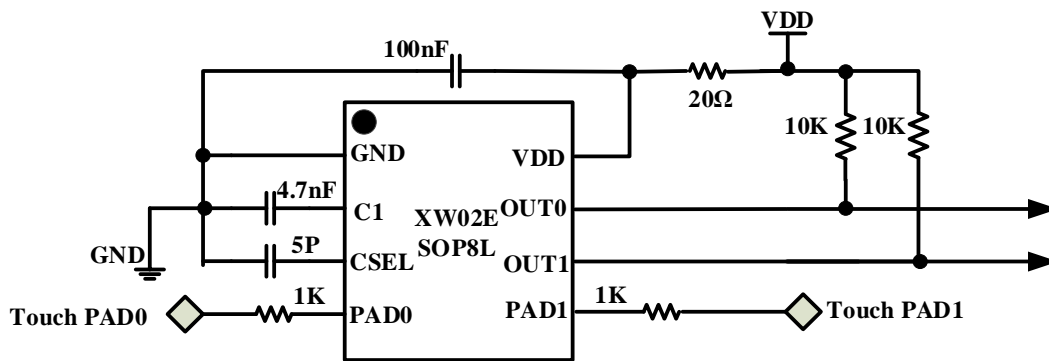 VDD
100nF
20Ω
10K
10K
GND
VDD
4.7nF
C1
XW02E
SOP8L
OUT0
GND
5P
CSEL
OUT1
Touch PAD0
1K
PAD0
PAD1
1K
Touch PAD1